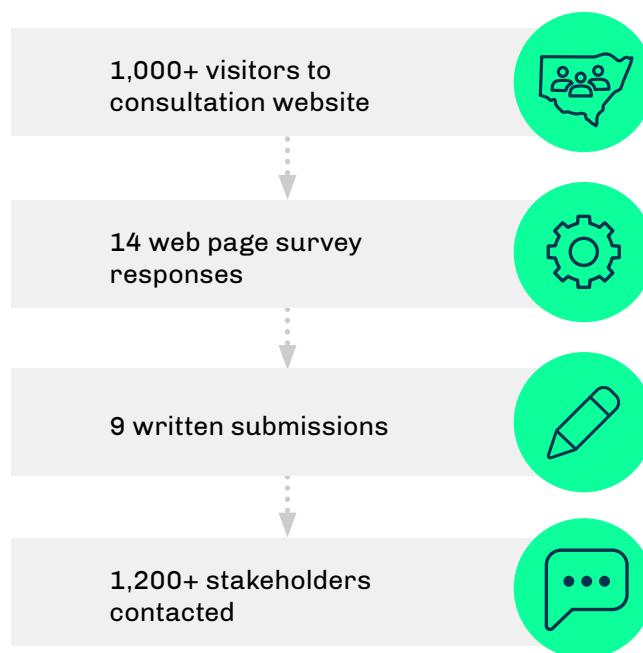 1,000+ visitors to
consultation website
14 web page survey
responses
9 written submissions
1,200+ stakeholders
contacted